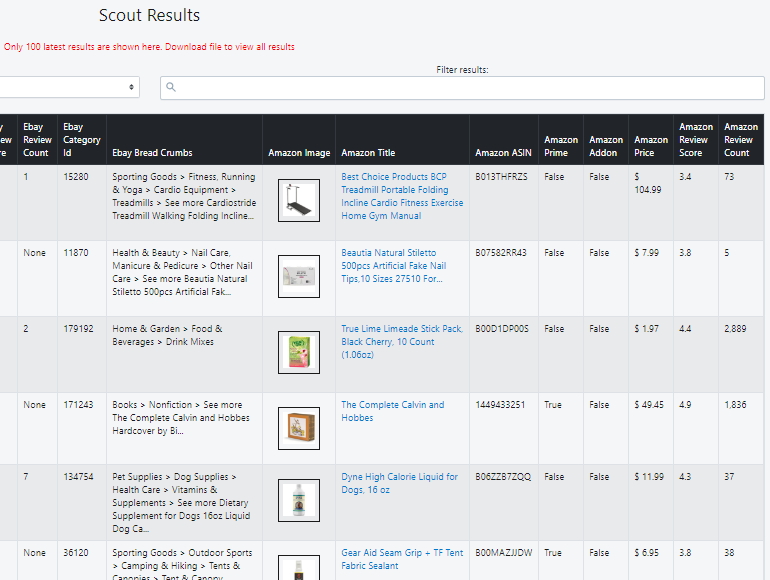 Scout Results
Only 100 latest results are shown here. Download file to view all results
Filter results:
Ebay Review Count
Ebay Category Id
Ebay Bread Crumbs
Amazon Image
Amazon Title
Amazon ASIN
Amazon Prime
Amazon Addon
Amazon Price
Amazon Review Score
Amazon Review Count
1
15280
Sporting Goods > Fitness, Running
& Yoga > Cardio Equipment >
Treadmills > See more Cardiostride
Treadmill Walking Folding Incline...
Best Choice Products BCP
Treadmill Portable Folding
Incline Cardio Fitness Exercise
Home Gym Manual
B013THFRZS
False
False
$
104.99
3.4
73
None
11870
Health & Beauty > Nail Care,
Manicure & Pedicure > Other Nail
Care > See more Beautia Natural
Stiletto 500pcs Artificial Fak...
Beautia Natural Stiletto
500pcs Artificial Fake Nail
Tips,10 Sizes 27510 For...
B07582RR43
False
False
$ 7.99
3.8
5
2
179192
Home & Garden > Food &
Beverages > Drink Mixes
True Lime Limeade Stick Pack,
Black Cherry, 10 Count
(1.06oz)
B00D1DP00S
False
False
$ 1.97
4.4
2,889
None
171243
Books > Nonfiction > See more
The Complete Calvin and Hobbes
Hardcover by Bi...
The Complete Calvin and
Hobbes
1449433251
True
False
$ 49.45
4.9
1,836
7
134754
Pet Supplies > Dog Supplies >
Health Care > Vitamins &
Supplements > See more Dietary
Supplement for Dogs 16oz Liquid
Dog Ca...
Dyne High Calorie Liquid for
Dogs, 16 oz
B06ZZB7ZQQ
False
False
$ 11.99
4.3
37
None
36120
Sporting Goods > Outdoor Sports
> Camping & Hiking > Tents &
Canopies > Tent & Canopy
Gear Aid Seam Grip + TF Tent
Fabric Sealant
B00MAZJJDW
True
False
$ 6.95
3.8
38